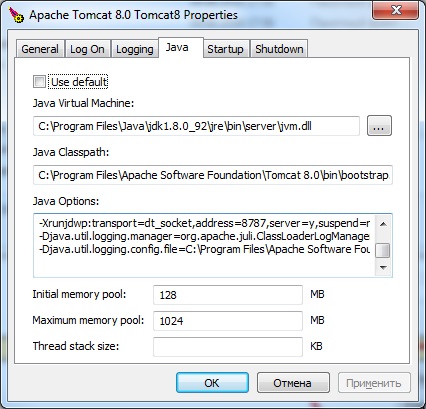 Apache Tomcat 8.0 Tomcat8 Properties
General Log On Logging Java Startup Shutdown
Use default
Java Virtual Machine:
C:\Program Files\Java\jdk1.8.0_92\jre\bin\server\jvm.dll
...
Java Classpath:
C:\Program Files\Apache Software Foundation\Tomcat 8.0\bin\bootstrap
Java Options:
-Xrunjdwp:transport=dt_socket,address=8787,server=y,suspend=r
-Djava.util.logging.manager=org.apache.juli.ClassLoaderLogManage
-Djava.util.logging.config.file=C:\Program Files\Apache Software Fou
Initial memory pool: 128 MB
Maximum memory pool: 1024 MB
Thread stack size: KB
OK Отмена Применить